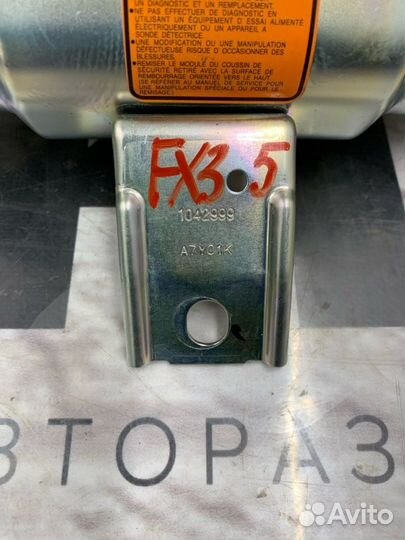 UN DIAGNOSTIC ET UN REMPLACEMENT.
●NE PAS EFFECTUER DE DIAGNOSTIC EN
UTILISANT UN ÉQUIPEMENT D'ESSAI ALIMENTÉ
ÉLECTRIQUEMENT OU UN APPAREIL A
SONDE DÉTECTRICE.
●UNE MODIFICATION OU UNE MANIPULATION
DÉFECTUEUSE RISQUE D'OCCASIONNER DES
BLESSURES.
●REMISER LE MODULE DU COUSSIN DE
SÉCURITÉ RETIRÉ AVEC LA SURFACE DE
REMBOURRAGE ORIENTÉE VERS LE HAUT.
(SE RÉFÉRER AU MANUEL DE SERVICE POUR
UNE MANIPULATION SPÉCIALE OU POUR LE
REMISAGE.)
FX3.5
1042999
A7Y01K
ВТОРАЗ
Avito